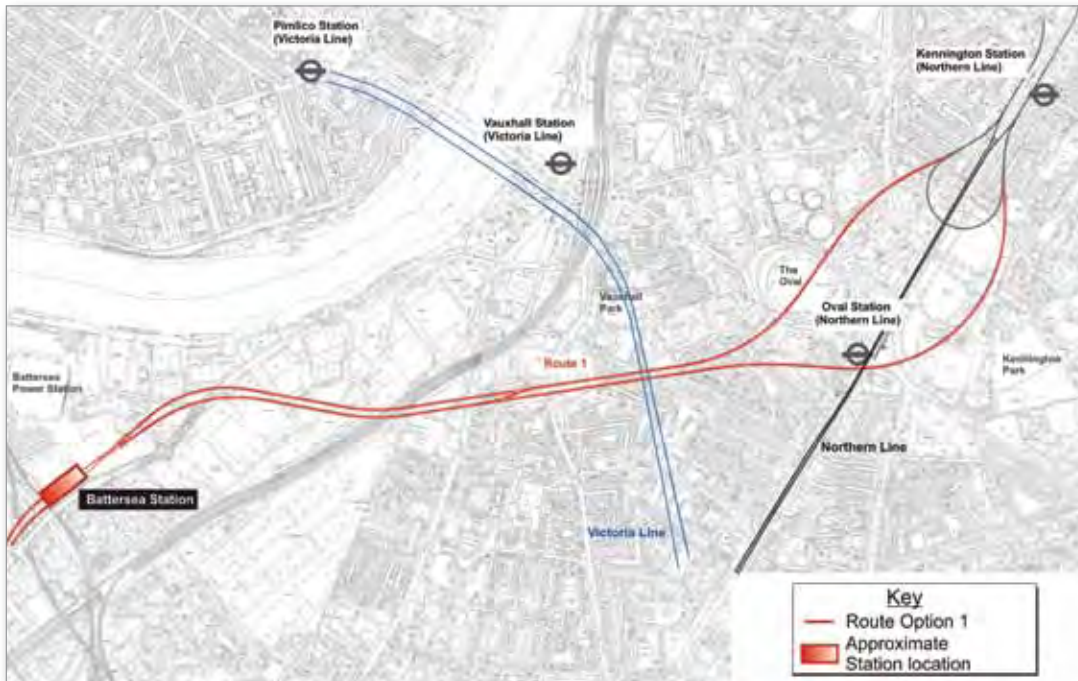 Pimlico Station
(Victoria Line)
Kennington Station
(Northern Line)
Vauxhall Station
(Victoria Line)
The
Oval
Vauxhall
Park
Oval Station
(Northern Line)
Route 1
Kennington
Park
Battersea
Power Station
Northern Line
Battersea Station
Victoria Line
Key
Route Option 1
Approximate
Station location